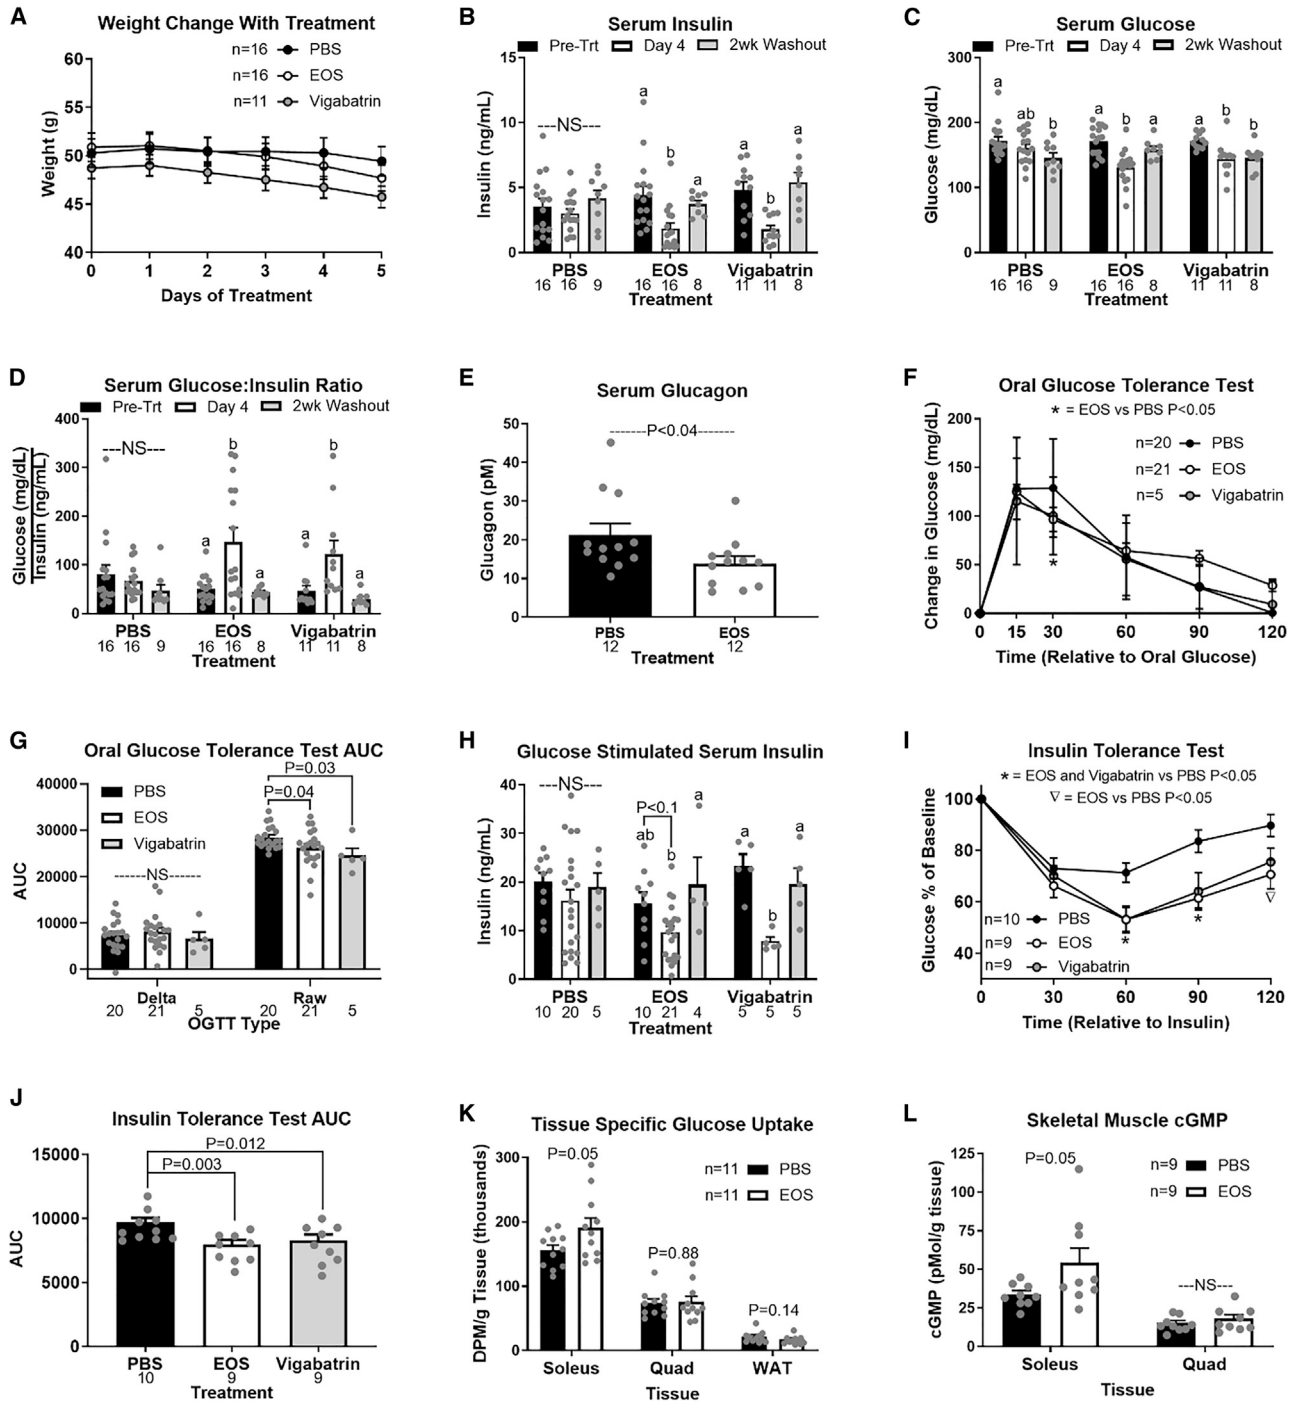 A
Weight Change With Treatment
n=16 PBS
n=16 EOS
n=11 Vigabatrin
Weight (g)
60
55
50
45
40
0 1 2 3 4 5
Days of Treatment
B
Serum Insulin
Pre-Trt Day 4 2wk Washout
Insulin (ng/mL)
15
10
5
0
---NS---
a
b
a
a
b
a
PBS EOS Vigabatrin
16 16 9 16 16 8 11 11 8
Treatment
C
Serum Glucose
Pre-Trt Day 4 2wk Washout
Glucose (mg/dL)
300
200
100
0
a ab b a b a a b b
PBS EOS Vigabatrin
16 16 9 16 16 8 11 11 8
Treatment
D
Serum Glucose:Insulin Ratio
Pre-Trt Day 4 2wk Washout
Glucose (mg/dL)
Insulin (ng/mL)
400
300
200
100
0
---NS---
a b a a b a
PBS EOS Vigabatrin
16 16 9 16 16 8 11 11 8
Treatment
E
Serum Glucagon
-------P<0.04-------
Glucagon (pM)
50
40
30
20
10
0
PBS EOS
12 12
Treatment
F
Oral Glucose Tolerance Test
* = EOS vs PBS P<0.05
n=20 PBS
n=21 EOS
n=5 Vigabatrin
Change in Glucose (mg/dL)
200
150
100
50
0
*
0 15 30 60 90 120
Time (Relative to Oral Glucose)
G
Oral Glucose Tolerance Test AUC
P=0.03
P=0.04
PBS
EOS
Vigabatrin
-------NS-------
AUC
40000
30000
20000
10000
0
Delta Raw
20 21 5 20 21 5
OGTT Type
H
Glucose Stimulated Serum Insulin
---NS---
P<0.1
ab b a a b a
Insulin (ng/mL)
40
30
20
10
0
PBS EOS Vigabatrin
10 20 5 10 21 4 5 5 5
Treatment
I
Insulin Tolerance Test
* = EOS and Vigabatrin vs PBS P<0.05
▽ = EOS vs PBS P<0.05
Glucose % of Baseline
100
80
60
40
n=10 PBS
n=9 EOS
n=9 Vigabatrin
*
*
▽
0 30 60 90 120
Time (Relative to Insulin)
J
Insulin Tolerance Test AUC
P=0.012
P=0.003
AUC
15000
10000
5000
0
PBS EOS Vigabatrin
10 9 9
Treatment
K
Tissue Specific Glucose Uptake
P=0.05
n=11 PBS
n=11 EOS
P=0.88
P=0.14
DPM/g Tissue (thousands)
300
200
100
0
Soleus Quad WAT
Tissue
L
Skeletal Muscle cGMP
P=0.05
n=9 PBS
n=9 EOS
---NS---
cGMP (pMol/g tissue)
125
100
75
50
25
0
Soleus Quad
Tissue